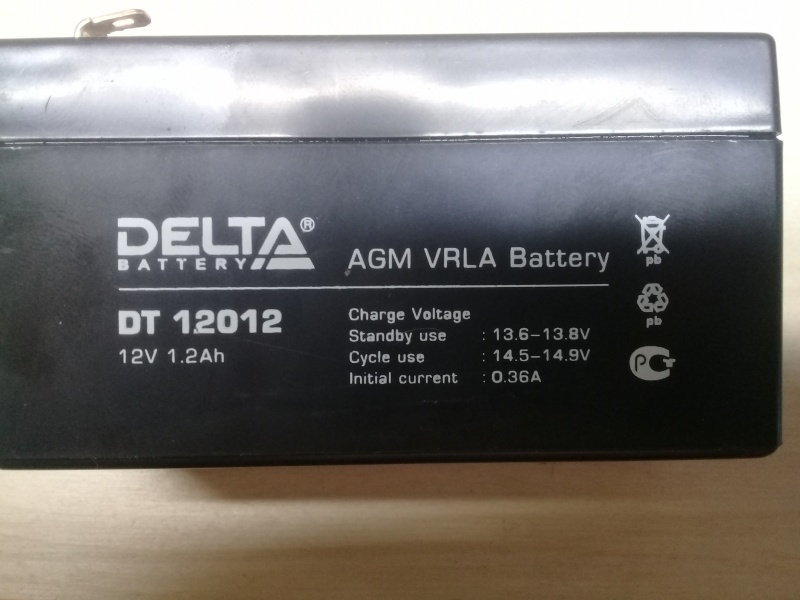 DELTA®
BATTERY
AGM VRLA Battery
DT 12012
12V 1.2Ah
Charge Voltage
Standby use : 13.6–13.8V
Cycle use : 14.5–14.9V
Initial current : 0.36A
pb
pb
РСТ